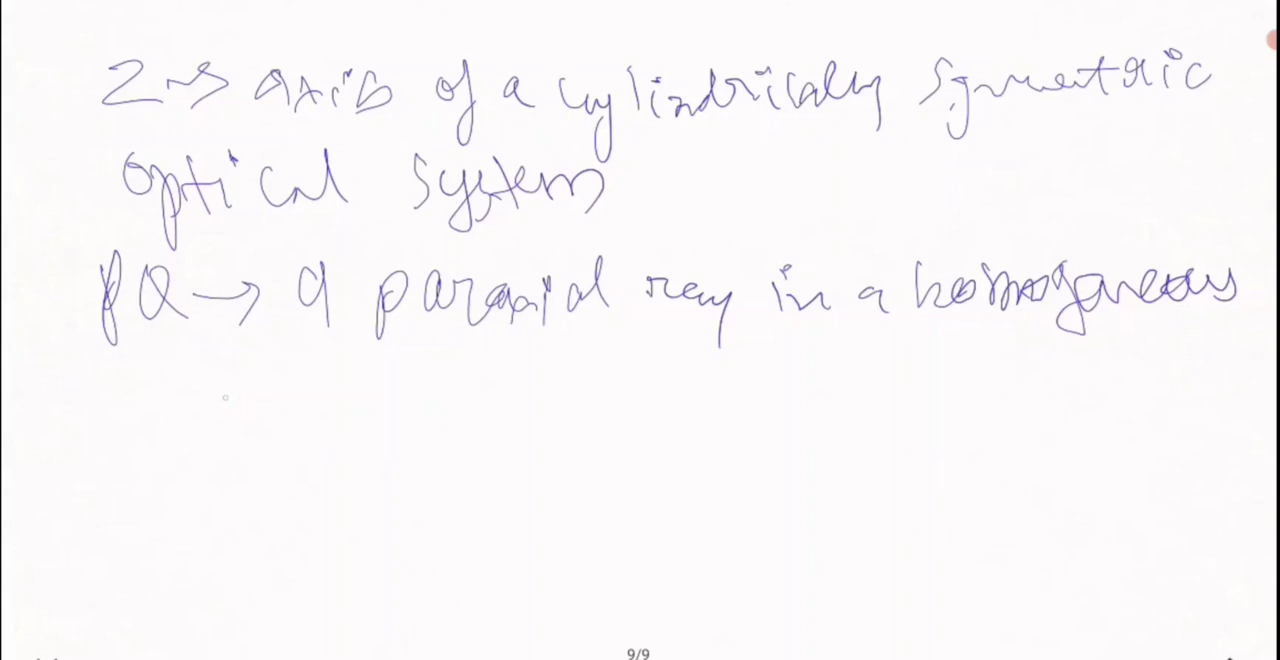 Z → axis of a cylindrically symmetric
optical system
PQ → a paraxial ray in a homogeneous
9/9